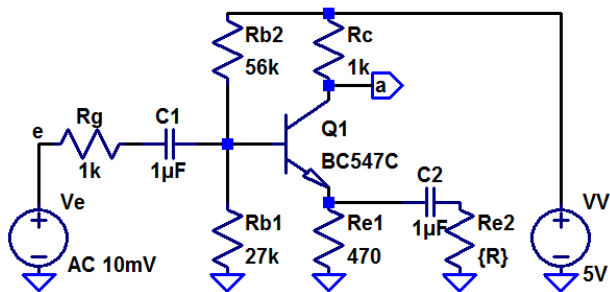 Rb2
56k
Rc
1k
a
Rg
1k
e
C1
1µF
Q1
BC547C
C2
1µF
Ve
AC 10mV
Rb1
27k
Re1
470
Re2
{R}
VV
5V